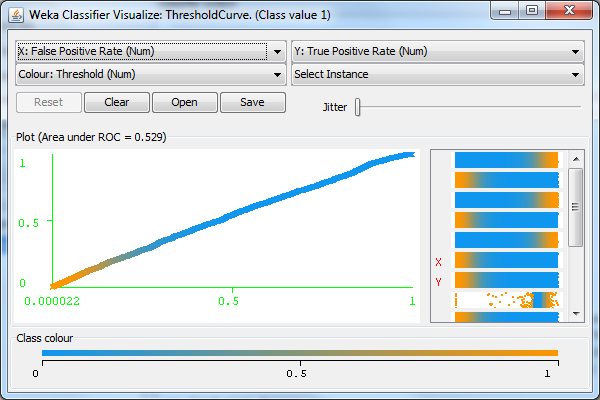 Weka Classifier Visualize: ThresholdCurve. (Class value 1)
X: False Positive Rate (Num)
Y: True Positive Rate (Num)
Colour: Threshold (Num)
Select Instance
Reset
Clear
Open
Save
Jitter
Plot (Area under ROC = 0.529)
1
0.5
0
0.000022
0.5
1
X
Y
Class colour
0
0.5
1